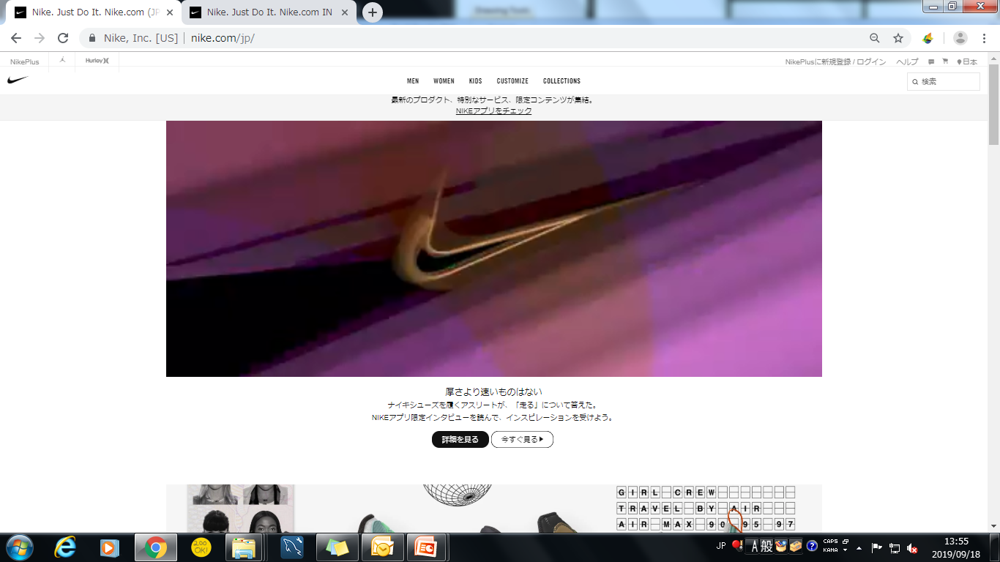 Nike. Just Do It. Nike.com (JP
Nike. Just Do It. Nike.com IN
Nike, Inc. [US] | nike.com/jp/
NikePlus
Hurley
NikePlusに新規登録 / ログイン
ヘルプ
日本
MEN
WOMEN
KIDS
CUSTOMIZE
COLLECTIONS
検索
最新のプロダクト、特別なサービス、限定コンテンツが集結。
NIKEアプリをチェック
厚さより速いものはない
ナイキシューズを履くアスリートが、「走る」について答えた。
NIKEアプリ限定インタビューを読んで、インスピレーションを受けよう。
詳細を見る
今すぐ見る
GIRL CREW
TRAVEL BY AIR
AIR MAX 90 95 97
JP
A 般
CAPS
KANA
13:55
2019/09/18